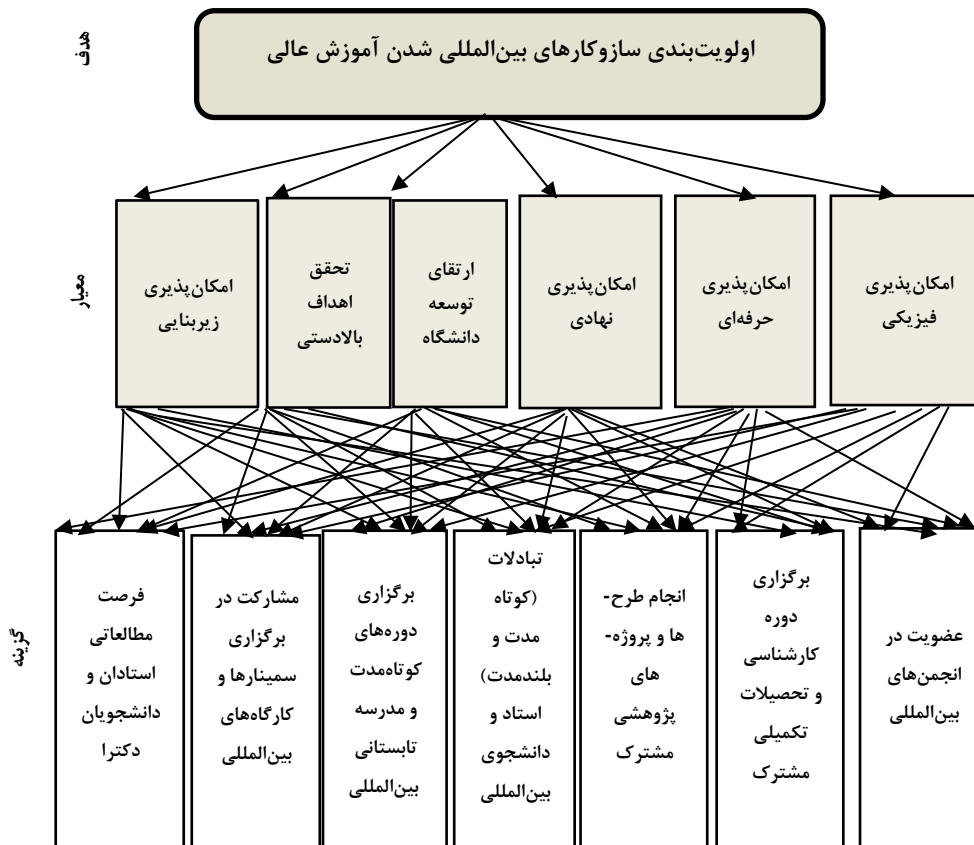 هدف
اولویت‌بندی سازوکارهای بین‌المللی شدن آموزش عالی
معیار
امکان‌پذیری
فیزیکی
امکان‌پذیری
حرفه‌ای
امکان‌پذیری
نهادی
ارتقای
توسعه
دانشگاه
تحقق
اهداف
بالادستی
امکان‌پذیری
زیربنایی
گزینه
عضویت در
انجمن‌های
بین‌المللی
برگزاری
دوره
کارشناسی
و تحصیلات
تکمیلی
مشترک
انجام طرح-
ها و پروژه-
های
پژوهشی
مشترک
تبادلات
(کوتاه
مدت و
بلندمدت)
استاد و
دانشجوی
بین‌المللی
برگزاری
دوره‌های
کوتاه‌مدت
و مدرسه
تابستانی
بین‌المللی
مشارکت در
برگزاری
سمینارها و
کارگاه‌های
بین‌المللی
فرصت
مطالعاتی
استادان و
دانشجویان
دکترا